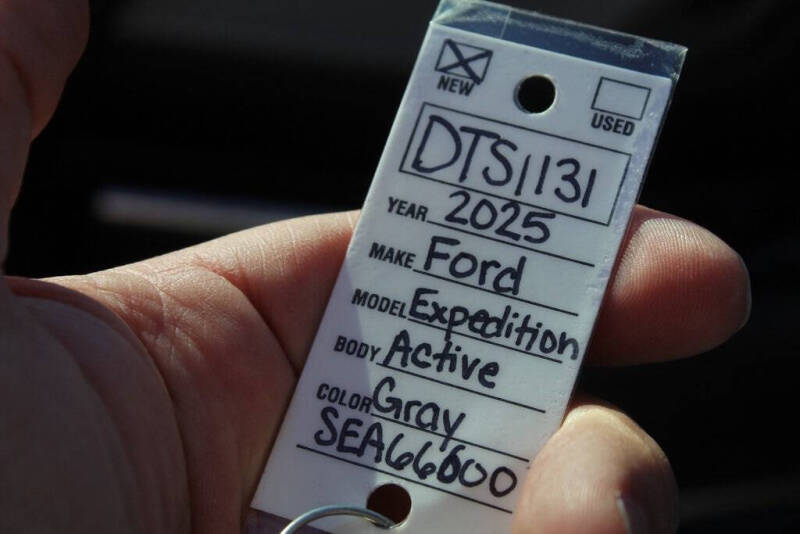 NEW USED
DTS1131
YEAR 2025
MAKE Ford
MODEL Expedition
BODY Active
COLOR Gray
SEA66600